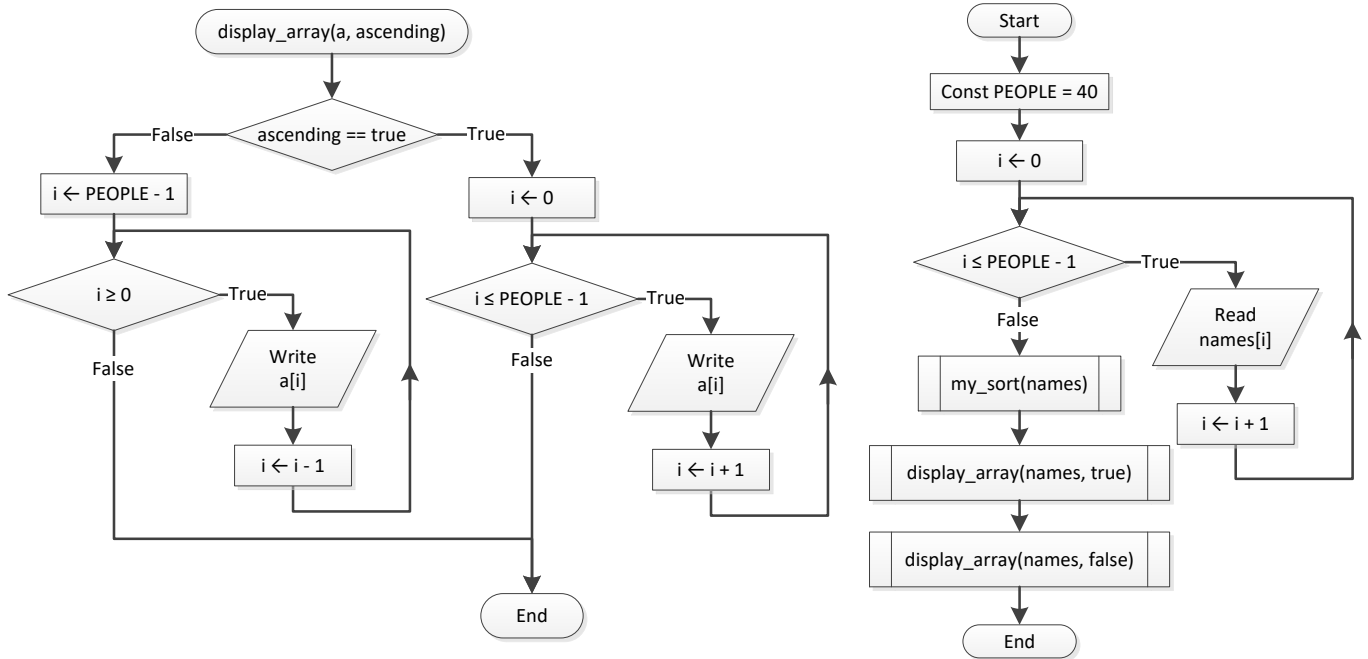 display_array(a, ascending)
ascending == true
False
True
i ← PEOPLE - 1
i ≥ 0
True
False
Write
a[i]
i ← i - 1
i ← 0
i ≤ PEOPLE - 1
True
False
Write
a[i]
i ← i + 1
End
Start
Const PEOPLE = 40
i ← 0
i ≤ PEOPLE - 1
True
False
Read
names[i]
i ← i + 1
my_sort(names)
display_array(names, true)
display_array(names, false)
End